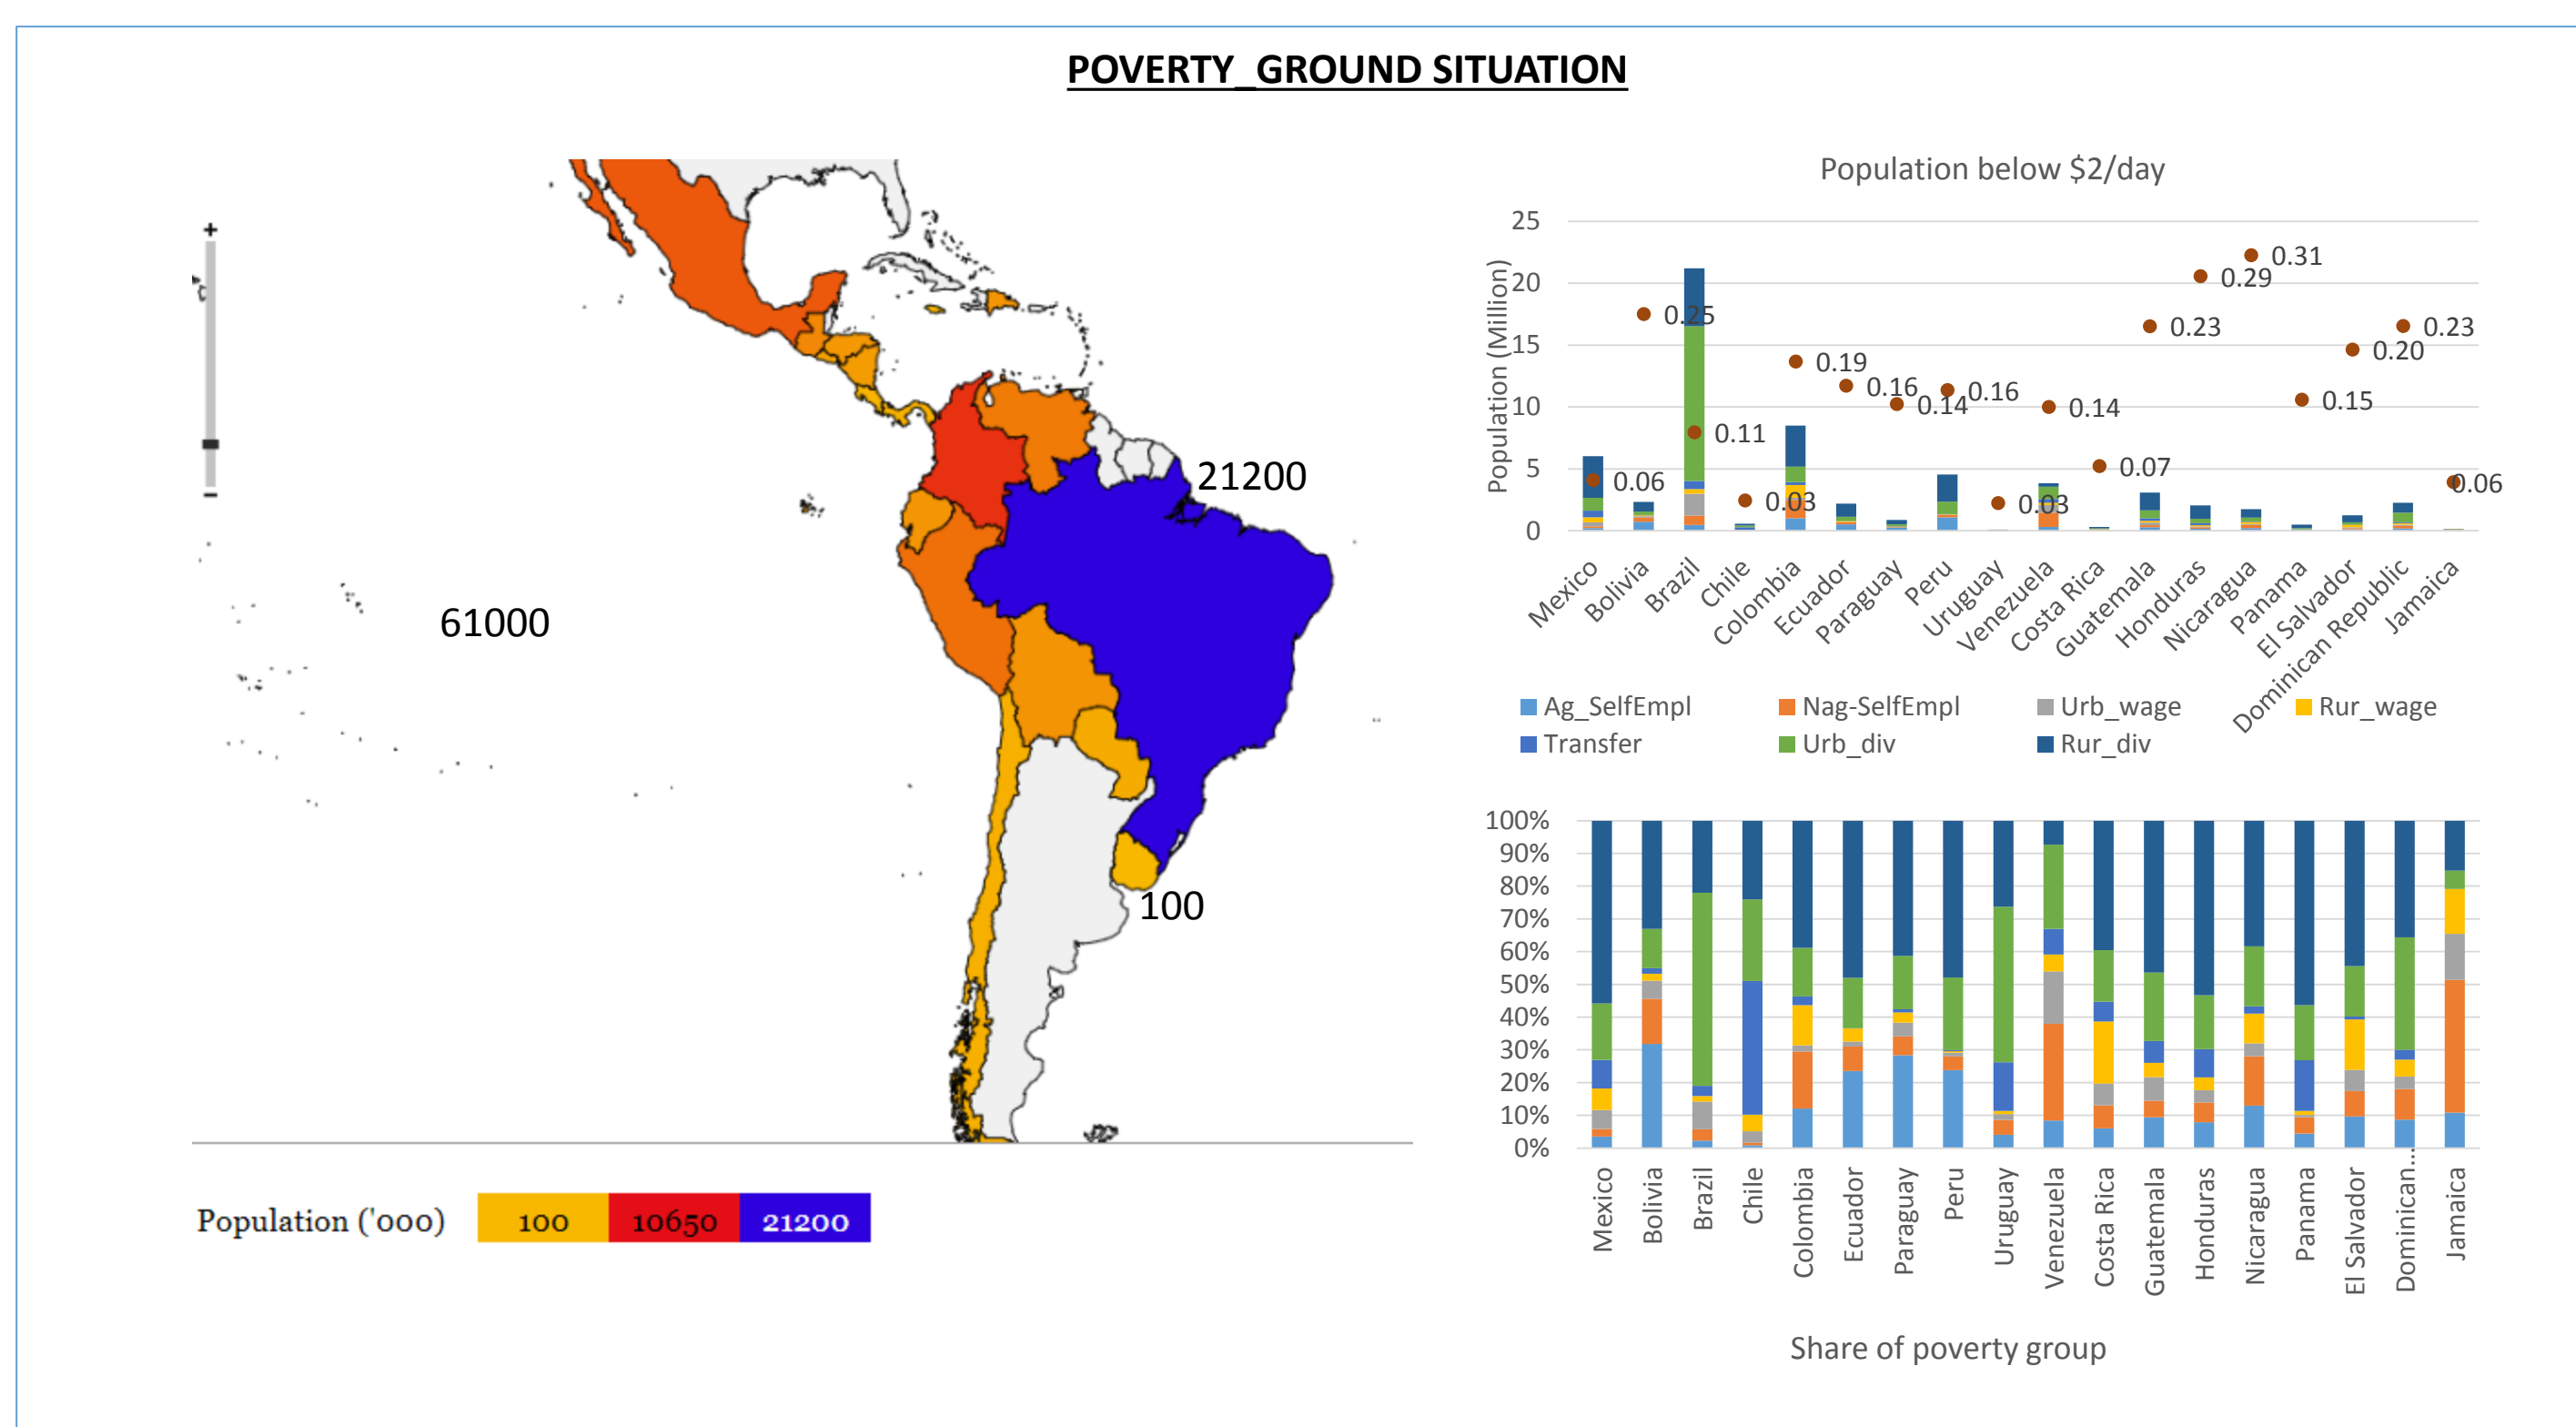 POVERTY_GROUND SITUATION
+
−
61000
21200
100
Population ('000)
100
10650
21200
Population below $2/day
Population (Million)
25
20
15
10
5
0
0.06
0.25
0.11
0.03
0.19
0.16
0.14
0.16
0.03
0.14
0.07
0.23
0.29
0.31
0.15
0.20
0.23
0.06
Mexico
Bolivia
Brazil
Chile
Colombia
Ecuador
Paraguay
Peru
Uruguay
Venezuela
Costa Rica
Guatemala
Honduras
Nicaragua
Panama
El Salvador
Dominican Republic
Jamaica
Ag_SelfEmpl
Nag-SelfEmpl
Urb_wage
Rur_wage
Transfer
Urb_div
Rur_div
100%
90%
80%
70%
60%
50%
40%
30%
20%
10%
0%
Mexico
Bolivia
Brazil
Chile
Colombia
Ecuador
Paraguay
Peru
Uruguay
Venezuela
Costa Rica
Guatemala
Honduras
Nicaragua
Panama
El Salvador
Dominican...
Jamaica
Share of poverty group